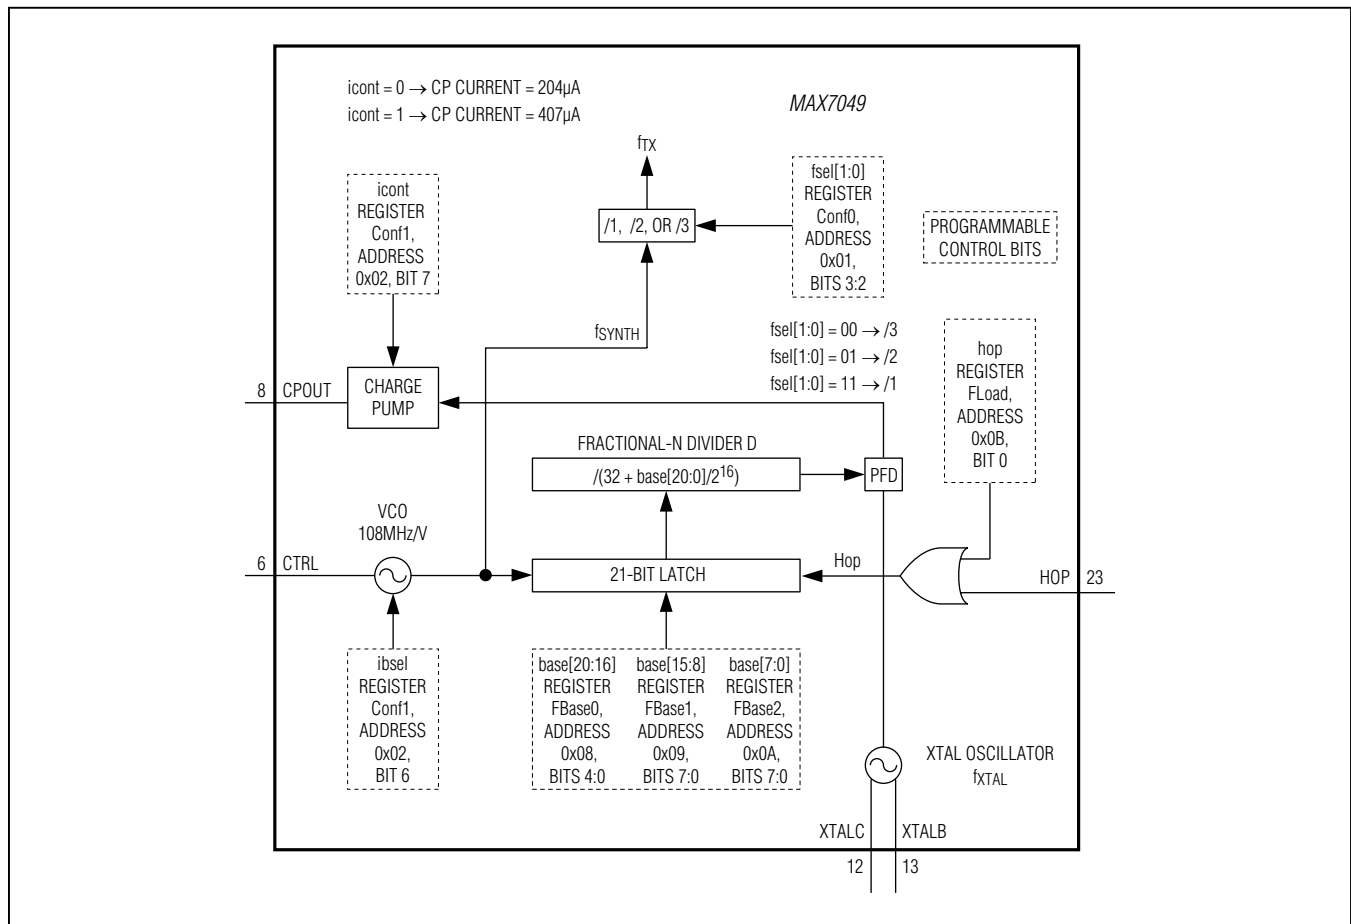 icont = 0 → CP CURRENT = 204µA
icont = 1 → CP CURRENT = 407µA
MAX7049
fTX
icont
REGISTER
Conf1,
ADDRESS
0x02, BIT 7
/1, /2, OR /3
fsel[1:0]
REGISTER
Conf0,
ADDRESS
0x01,
BITS 3:2
PROGRAMMABLE
CONTROL BITS
fSYNTH
fsel[1:0] = 00 → /3
fsel[1:0] = 01 → /2
fsel[1:0] = 11 → /1
hop
REGISTER
FLoad,
ADDRESS
0x0B,
BIT 0
8 CPOUT
CHARGE
PUMP
FRACTIONAL-N DIVIDER D
/(32 + base[20:0]/2^16)
PFD
VCO
108MHz/V
6 CTRL
21-BIT LATCH
Hop
HOP 23
ibsel
REGISTER
Conf1,
ADDRESS
0x02,
BIT 6
base[20:16]
REGISTER
FBase0,
ADDRESS
0x08,
BITS 4:0
base[15:8]
REGISTER
FBase1,
ADDRESS
0x09,
BITS 7:0
base[7:0]
REGISTER
FBase2,
ADDRESS
0x0A,
BITS 7:0
XTAL OSCILLATOR
fXTAL
XTALC XTALB
12 13